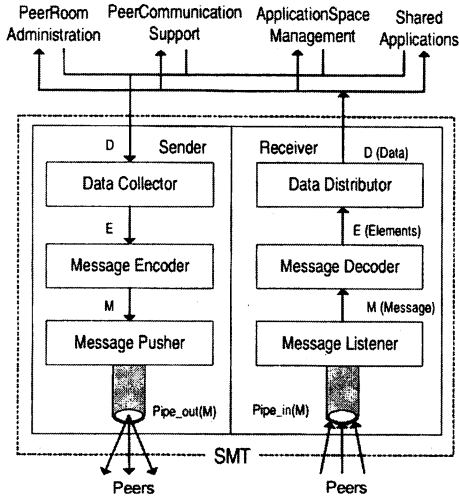 PeerRoom Administration
PeerCommunication Support
ApplicationSpace Management
Shared Applications
D
Sender
Receiver
D (Data)
Data Collector
Data Distributor
E
E (Elements)
Message Encoder
Message Decoder
M
M (Message)
Message Pusher
Message Listener
Pipe_out(M)
Pipe_in(M)
SMT
Peers
Peers